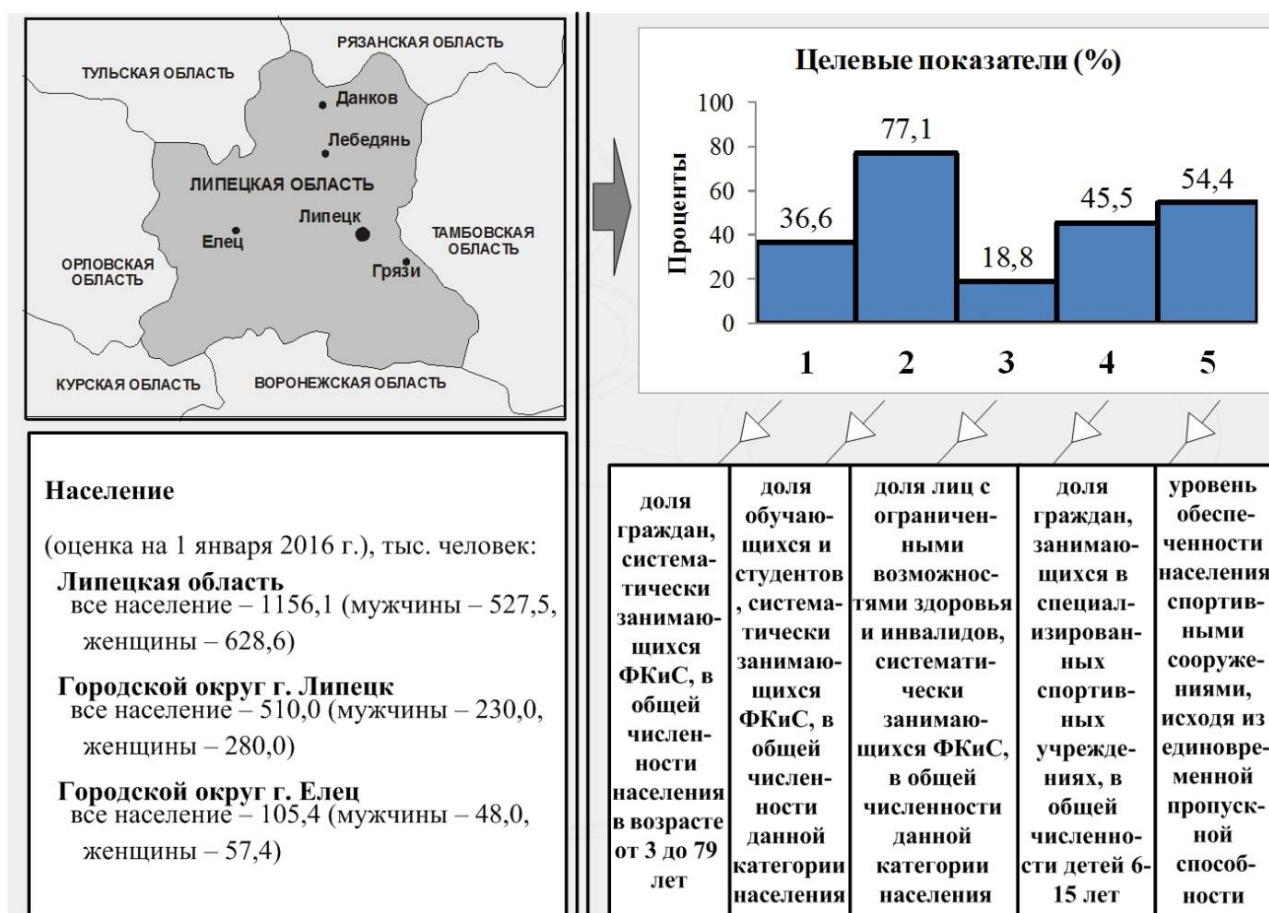 РЯЗАНСКАЯ ОБЛАСТЬ
ТУЛЬСКАЯ ОБЛАСТЬ
Данков
Лебедянь
ЛИПЕЦКАЯ ОБЛАСТЬ
Липецк
Елец
ТАМБОВСКАЯ
ОБЛАСТЬ
ОРЛОВСКАЯ
ОБЛАСТЬ
Грязи
КУРСКАЯ ОБЛАСТЬ
ВОРОНЕЖСКАЯ ОБЛАСТЬ
Население
(оценка на 1 января 2016 г.), тыс. человек:
Липецкая область
все население – 1156,1 (мужчины – 527,5,
женщины – 628,6)
Городской округ г. Липецк
все население – 510,0 (мужчины – 230,0,
женщины – 280,0)
Городской округ г. Елец
все население – 105,4 (мужчины – 48,0,
женщины – 57,4)
Целевые показатели (%)
Проценты
100
80
60
40
20
0
36,6
77,1
18,8
45,5
54,4
1 2 3 4 5
доля
граждан,
система-
тически
занимаю-
щихся
ФКиС, в
общей
числен-
ности
населения
в возрасте
от 3 до 79
лет
доля
обучаю-
щихся и
студентов
, система-
тически
занимаю-
щихся
ФКиС, в
общей
числен-
ности
данной
категории
населения
доля лиц с
ограничен-
ными
возможнос-
тями здоровья
и инвалидов,
системати-
чески
занимаю-
щихся ФКиС,
в общей
численности
данной
категории
населения
доля
граждан,
занимаю-
щихся в
специал-
изирован-
ных
спортив-
ных
учрежде-
ниях, в
общей
численно-
сти детей 6-
15 лет
уровень
обеспе-
ченности
населения
спортив-
ными
сооруже-
ниями,
исходя из
единовре-
менной
пропуск-
ной
способ-
ности